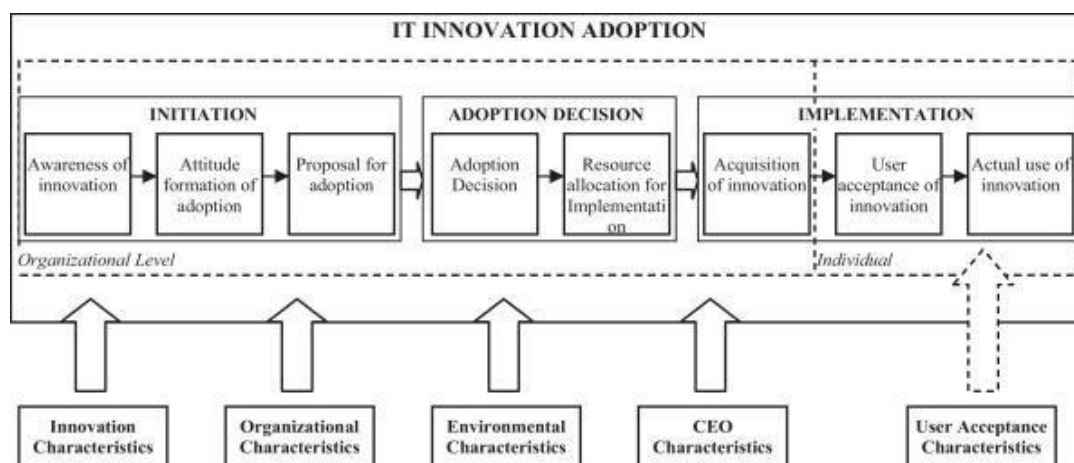 IT INNOVATION ADOPTION
INITIATION
Awareness of
innovation
Attitude
formation of
adoption
Proposal for
adoption
ADOPTION DECISION
Adoption
Decision
Resource
allocation for
Implementati
on
IMPLEMENTATION
Acquisition
of innovation
User
acceptance of
innovation
Actual use of
innovation
Organizational Level
Individual
Innovation
Characteristics
Organizational
Characteristics
Environmental
Characteristics
CEO
Characteristics
User Acceptance
Characteristics